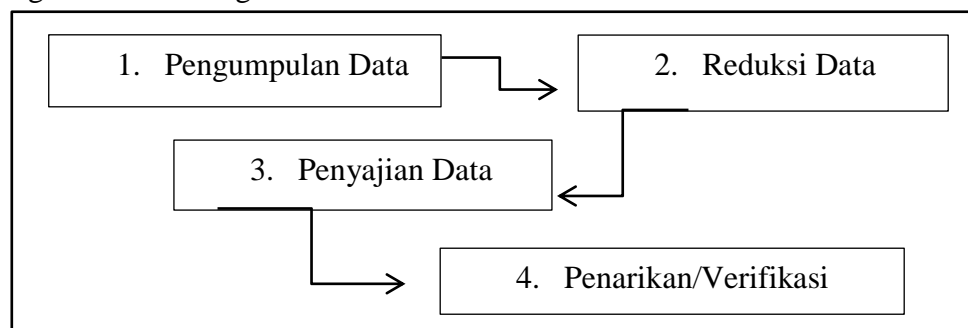 1. Pengumpulan Data
2. Reduksi Data
3. Penyajian Data
4. Penarikan/Verifikasi